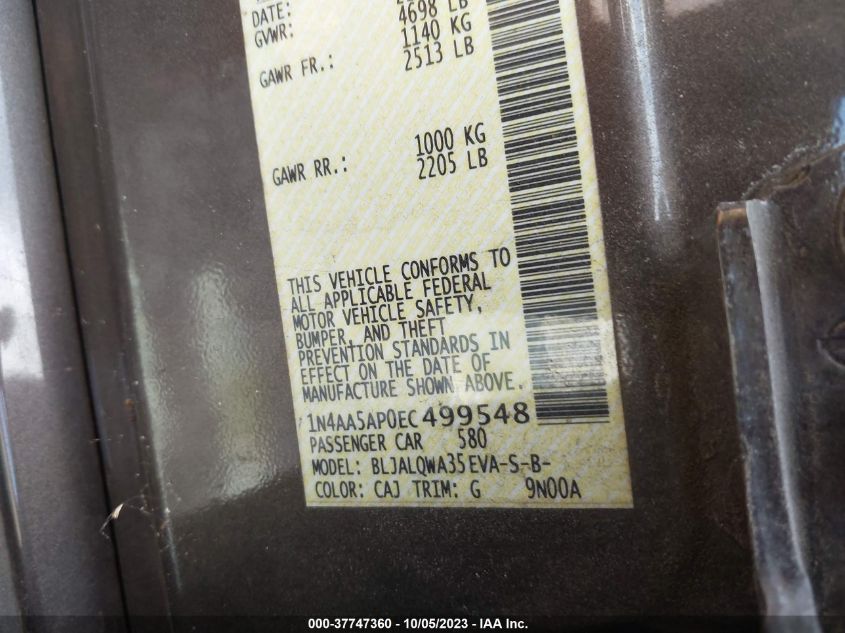 DATE: 4698 LB
GVWR: 1140 KG
GAWR FR.: 2513 LB
1000 KG
GAWR RR.: 2205 LB
THIS VEHICLE CONFORMS TO
ALL APPLICABLE FEDERAL
MOTOR VEHICLE SAFETY,
BUMPER, AND THEFT
PREVENTION STANDARDS IN
EFFECT ON THE DATE OF
MANUFACTURE SHOWN ABOVE.
1N4AA5AP0EC499548
PASSENGER CAR 580
MODEL: BLJALQWA35EVA-S-B-
COLOR: CAJ TRIM: G 9N00A
000-37747360 - 10/05/2023 - IAA Inc.